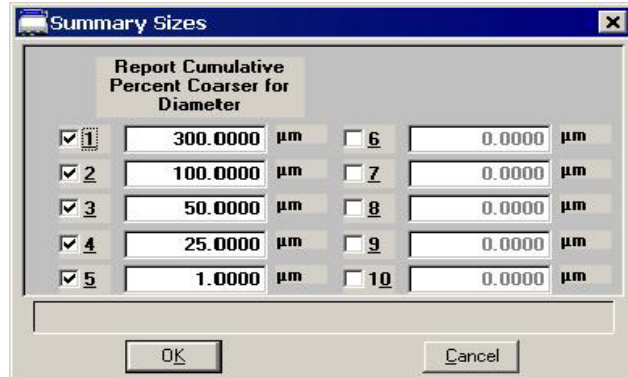 Summary Sizes
Report Cumulative
Percent Coarser for
Diameter
1 300.0000 µm 6 0.0000 µm
2 100.0000 µm 7 0.0000 µm
3 50.0000 µm 8 0.0000 µm
4 25.0000 µm 9 0.0000 µm
5 1.0000 µm 10 0.0000 µm
OK Cancel